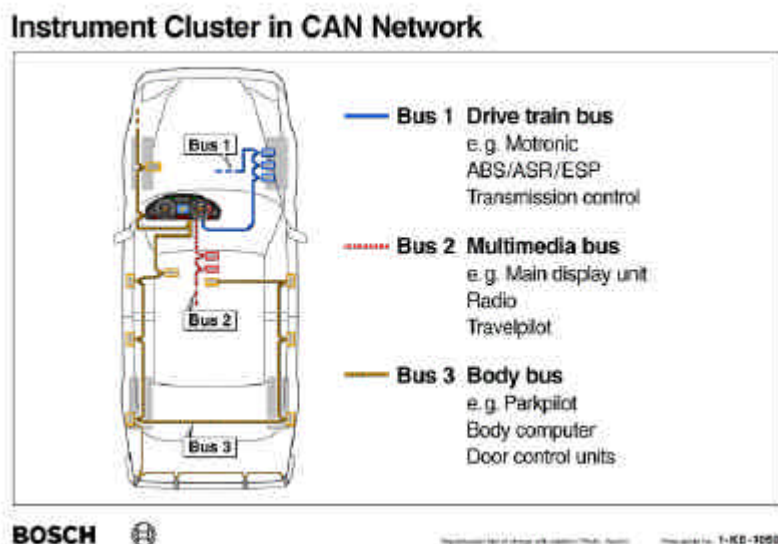 Instrument Cluster in CAN Network
Bus 1
Bus 2
Bus 3
Bus 1 Drive train bus
e.g. Motronic
ABS/ASR/ESP
Transmission control
Bus 2 Multimedia bus
e.g. Main display unit
Radio
Travelpilot
Bus 3 Body bus
e.g. Parkpilot
Body computer
Door control units
BOSCH